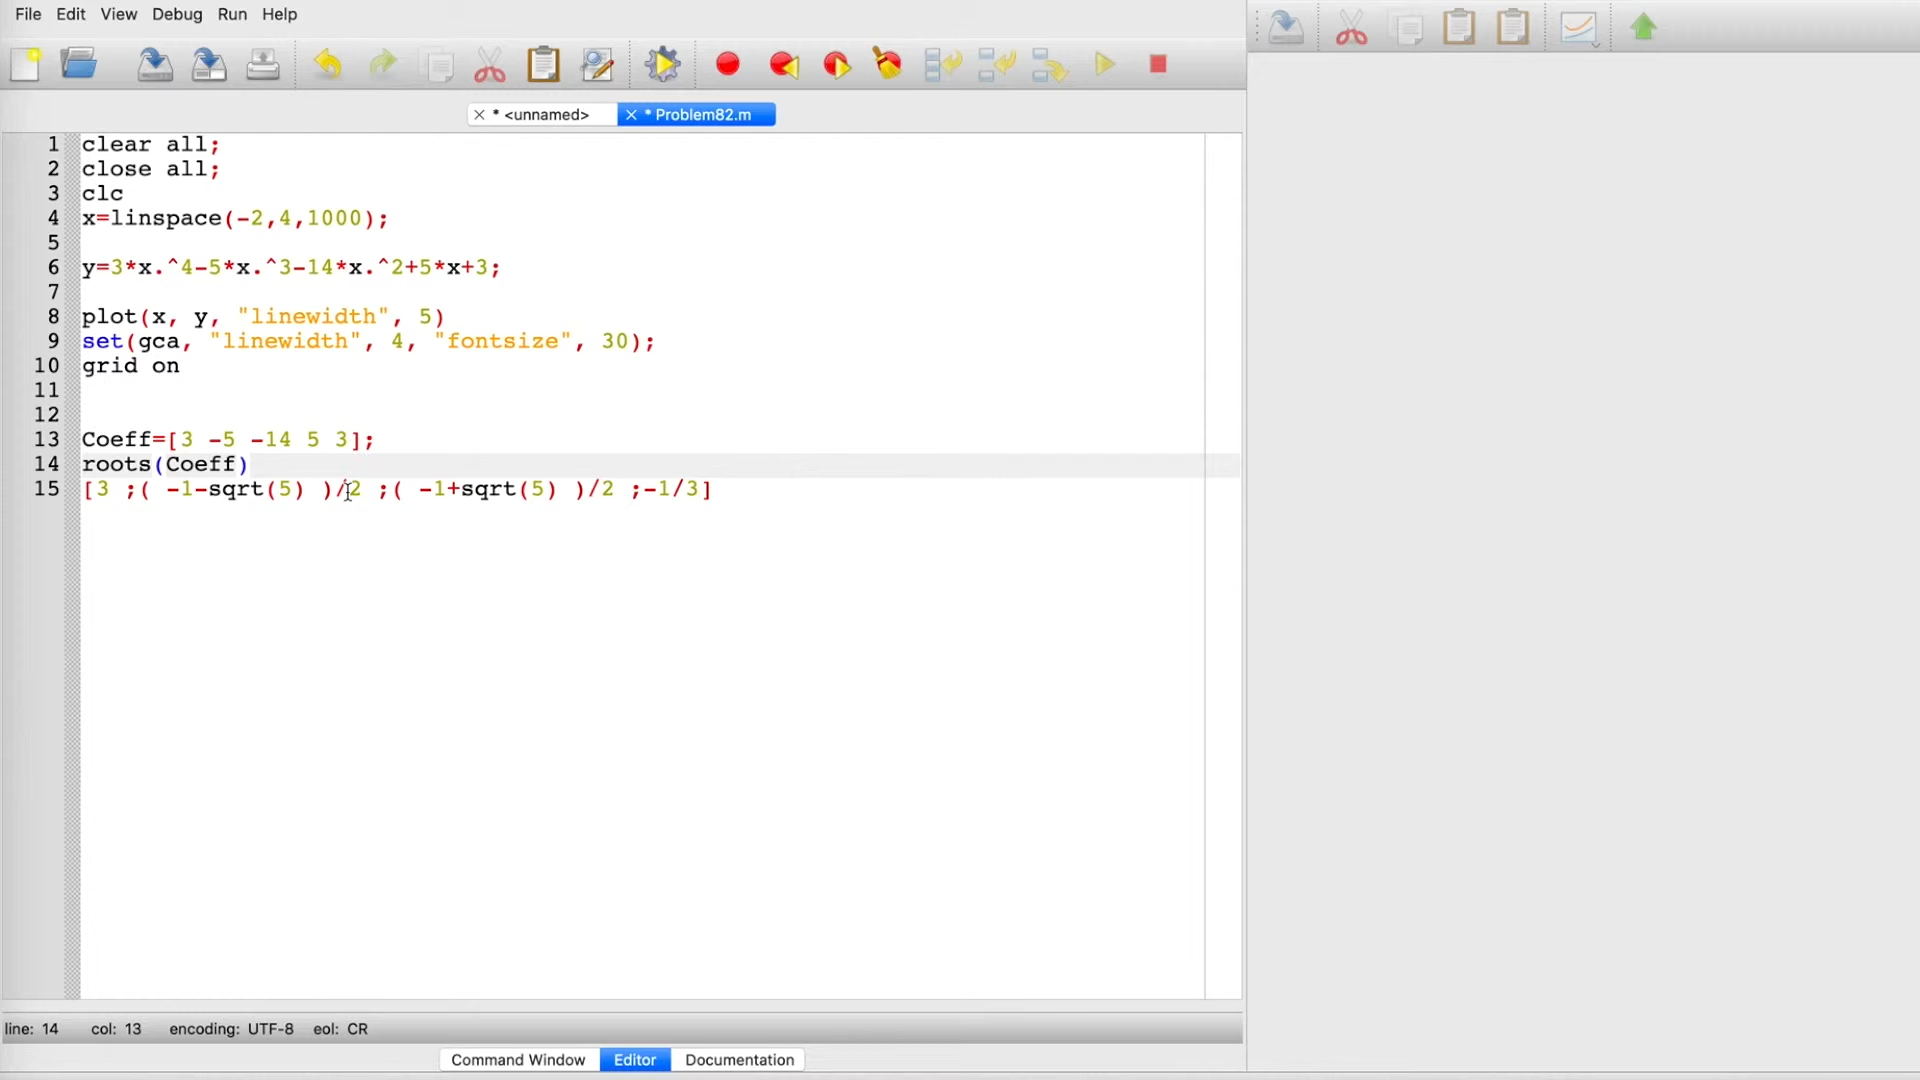 File Edit View Debug Run Help
* <unnamed> * Problem82.m
1 clear all;
2 close all;
3 clc
4 x=linspace(-2,4,1000);
5
6 y=3*x.^4-5*x.^3-14*x.^2+5*x+3;
7
8 plot(x, y, "linewidth", 5)
9 set(gca, "linewidth", 4, "fontsize", 30);
10 grid on
11
12
13 Coeff=[3 -5 -14 5 3];
14 roots(Coeff)
15 [3 ;( -1-sqrt(5) )/2 ;( -1+sqrt(5) )/2 ;-1/3]
line: 14 col: 13 encoding: UTF-8 eol: CR
Command Window Editor Documentation